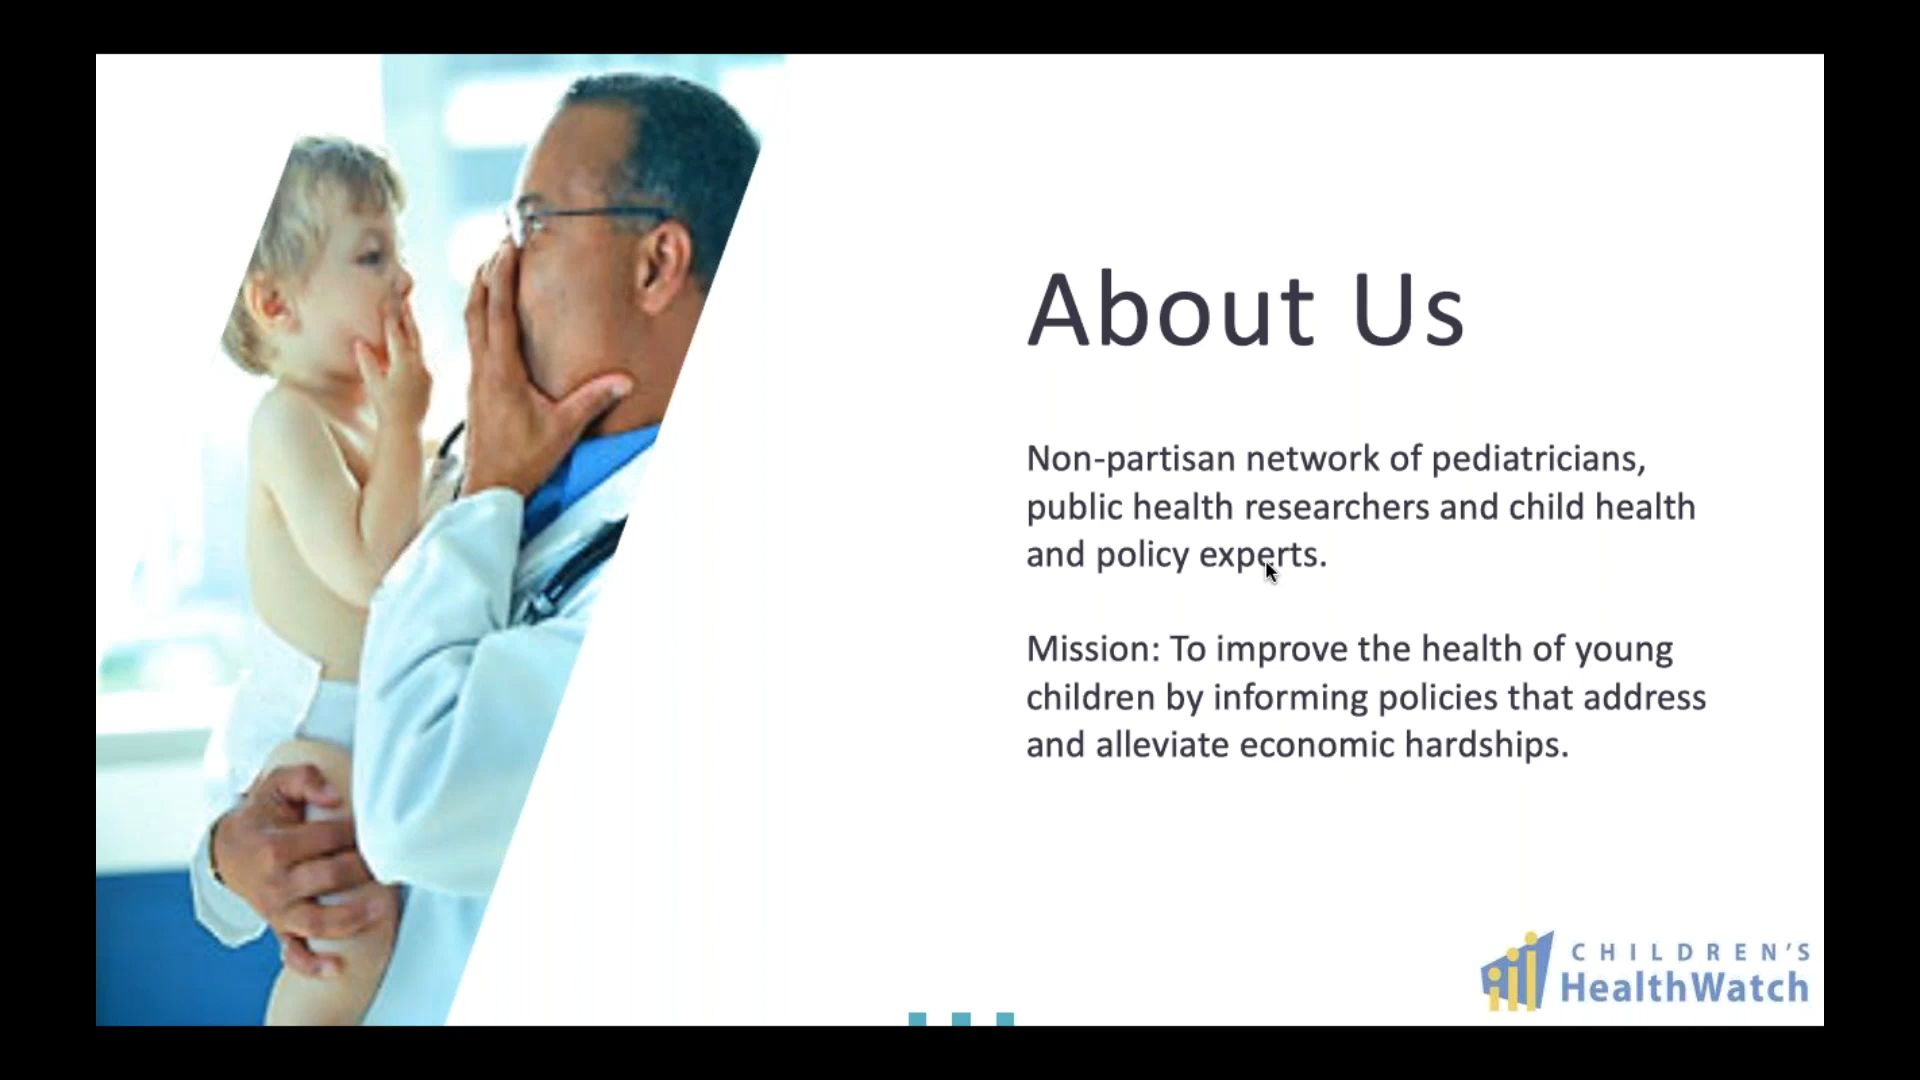 About Us
Non-partisan network of pediatricians,
public health researchers and child health
and policy experts.
Mission: To improve the health of young
children by informing policies that address
and alleviate economic hardships.
CHILDREN'S
HealthWatch